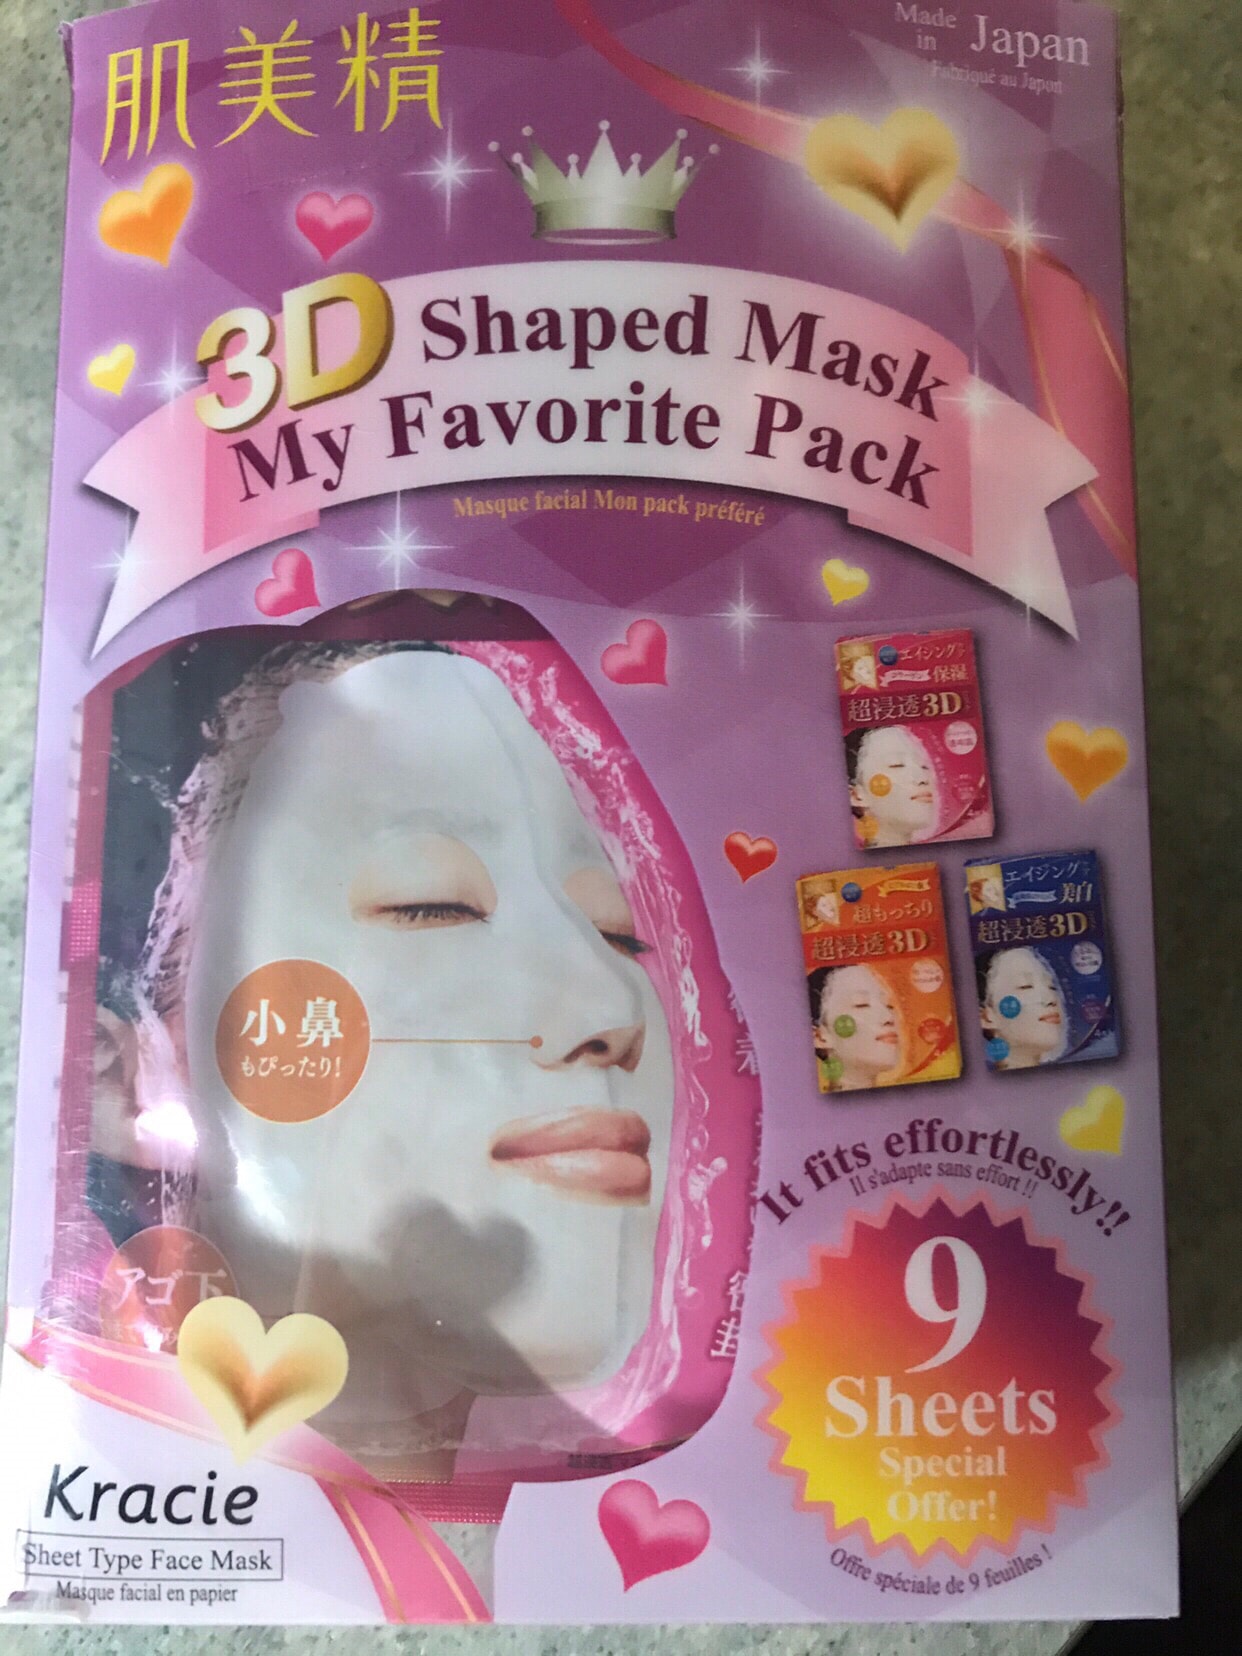 肌美精
Made
in Japan
Fabriqué au Japon
3D Shaped Mask
My Favorite Pack
Masque facial Mon pack préféré
エイジング
保湿
超浸透3D
超もっちり
超浸透3D
エイジング
美白
超浸透3D
小鼻
もぴったり!
アゴ下
It fits effortlessly!!
Il s'adapte sans effort !!
9
Sheets
Special
Offer!
Offre spéciale de 9 feuilles !
Kracie
Sheet Type Face Mask
Masque facial en papier